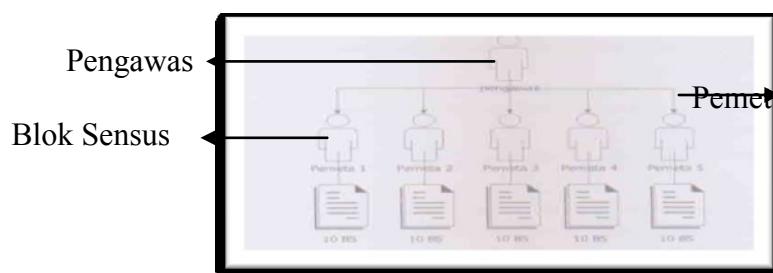 Pengawas
pengawas
Pemet
Blok Sensus
Pemeta 1 Pemeta 2 Pemeta 3 Pemeta 4 Pemeta 5
10 BS 10 BS 10 BS 10 BS 10 BS